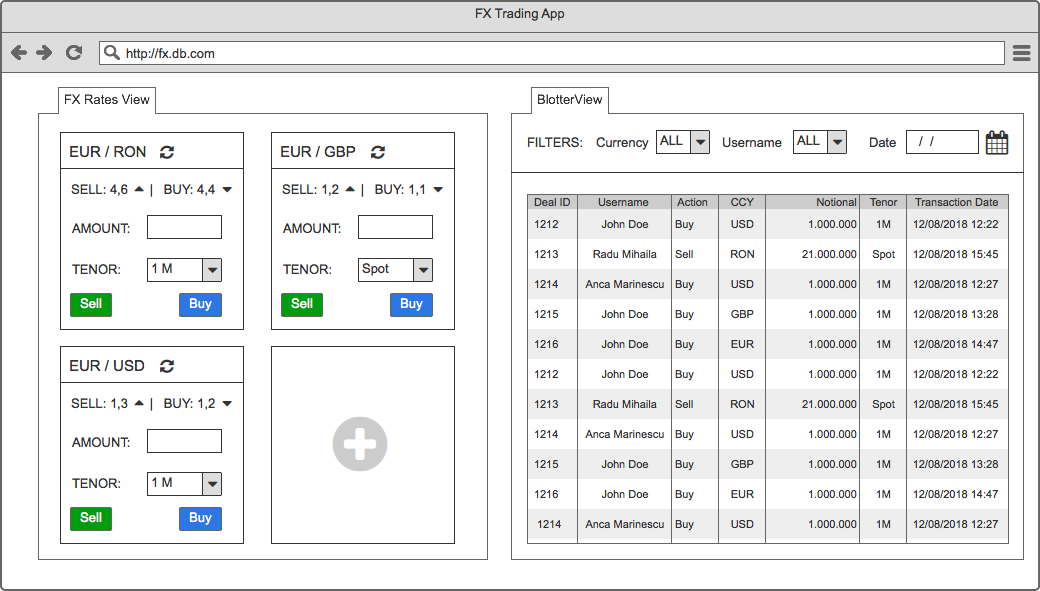 FX Trading App
http://fx.db.com
FX Rates View
EUR / RON
SELL: 4,6 | BUY: 4,4
AMOUNT:
TENOR: 1 M
Sell Buy
EUR / GBP
SELL: 1,2 | BUY: 1,1
AMOUNT:
TENOR: Spot
Sell Buy
EUR / USD
SELL: 1,3 | BUY: 1,2
AMOUNT:
TENOR: 1 M
Sell Buy
BlotterView
FILTERS: Currency ALL Username ALL Date / /
Deal ID Username Action CCY Notional Tenor Transaction Date
1212 John Doe Buy USD 1.000.000 1M 12/08/2018 12:22
1213 Radu Mihaila Sell RON 21.000.000 Spot 12/08/2018 15:45
1214 Anca Marinescu Buy USD 1.000.000 1M 12/08/2018 12:27
1215 John Doe Buy GBP 1.000.000 1M 12/08/2018 13:28
1216 John Doe Buy EUR 1.000.000 1M 12/08/2018 14:47
1212 John Doe Buy USD 1.000.000 1M 12/08/2018 12:22
1213 Radu Mihaila Sell RON 21.000.000 Spot 12/08/2018 15:45
1214 Anca Marinescu Buy USD 1.000.000 1M 12/08/2018 12:27
1215 John Doe Buy GBP 1.000.000 1M 12/08/2018 13:28
1216 John Doe Buy EUR 1.000.000 1M 12/08/2018 14:47
1214 Anca Marinescu Buy USD 1.000.000 1M 12/08/2018 12:27